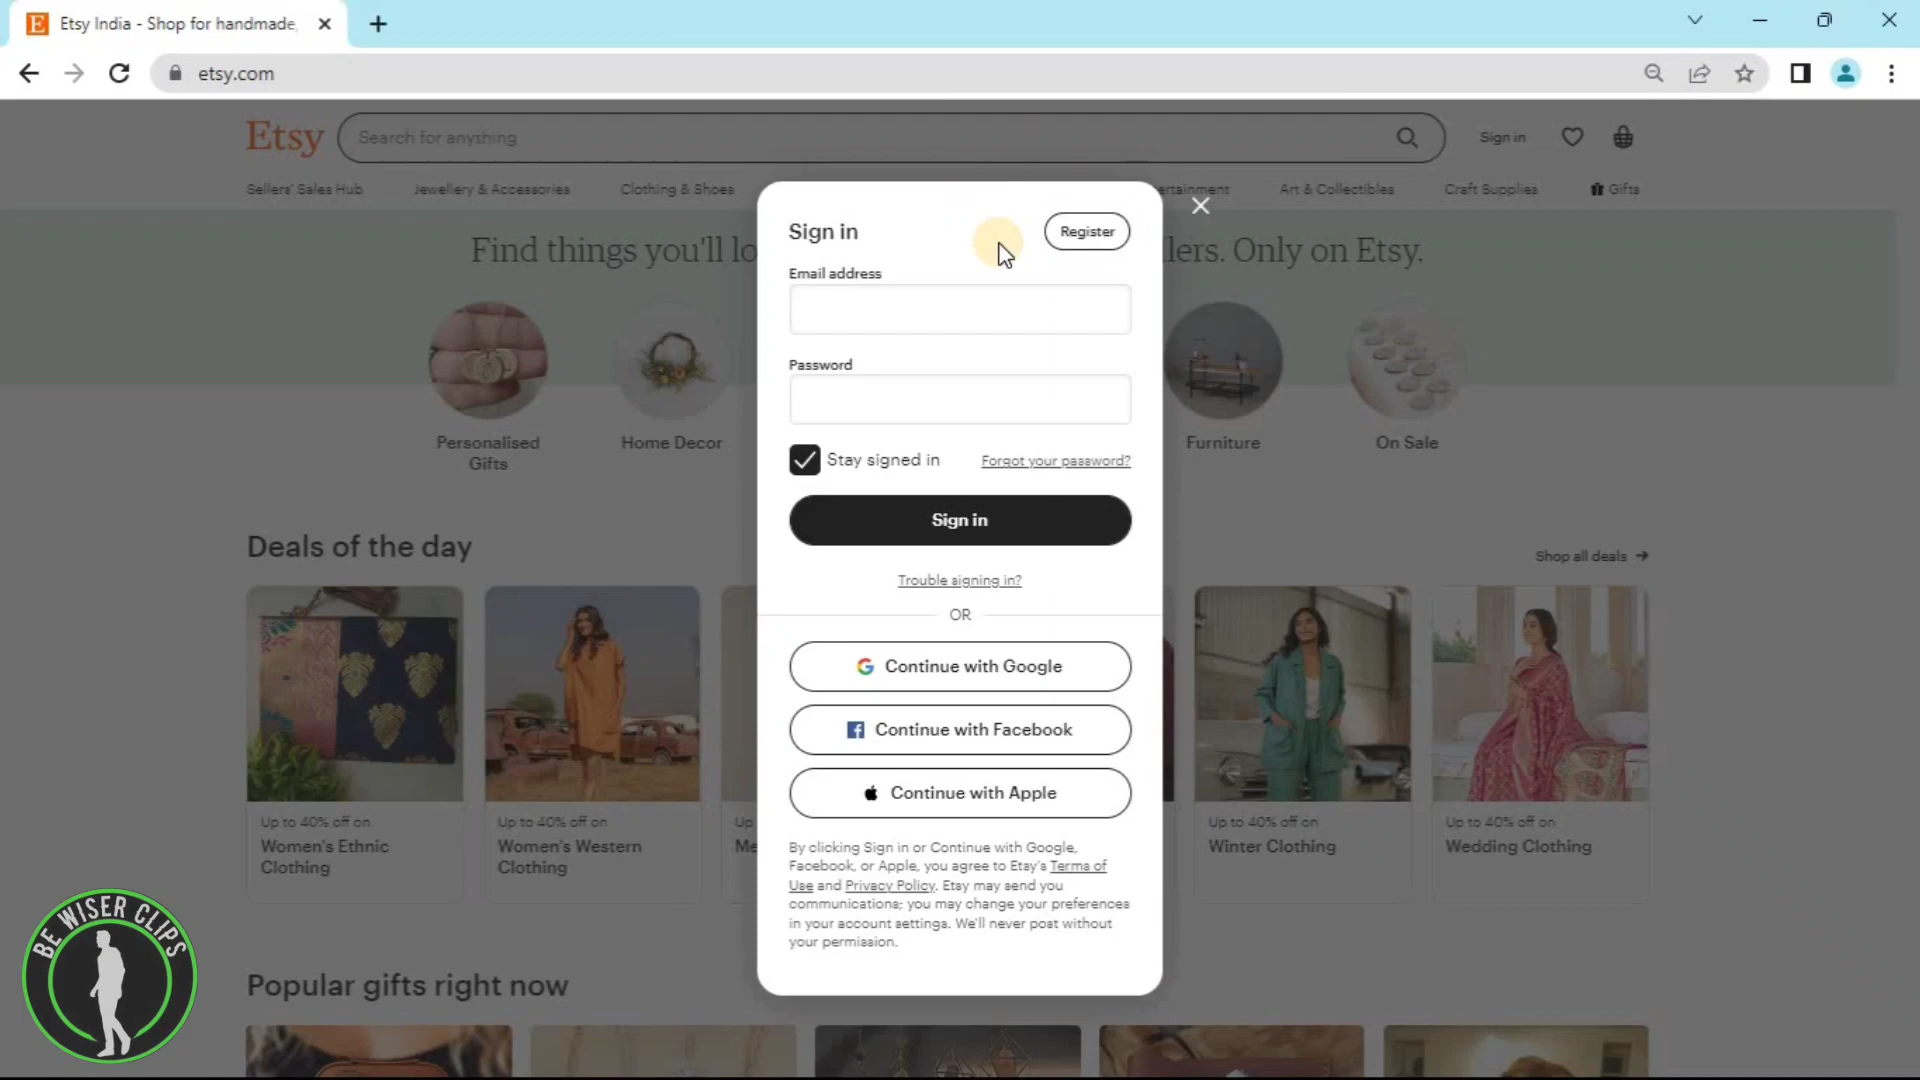 Etsy India - Shop for handmade,
etsy.com
Etsy
Search for anything
Sign in
Sellers' Sales Hub
Jewellery & Accessories
Clothing & Shoes
ertainment
Art & Collectibles
Craft Supplies
Gifts
Find things you'll lo
lers. Only on Etsy.
Personalised
Gifts
Home Decor
Furniture
On Sale
Sign in
Register
Email address
Password
Stay signed in
Forgot your password?
Sign in
Trouble signing in?
OR
Continue with Google
Continue with Facebook
Continue with Apple
By clicking Sign in or Continue with Google,
Facebook, or Apple, you agree to Etsy's Terms of
Use and Privacy Policy. Etsy may send you
communications; you may change your preferences
in your account settings. We'll never post without
your permission.
Deals of the day
Shop all deals →
Up to 40% off on
Women's Ethnic
Clothing
Up to 40% off on
Women's Western
Clothing
Up
Me
Up to 40% off on
Winter Clothing
Up to 40% off on
Wedding Clothing
Popular gifts right now
BE WISER CLIPS